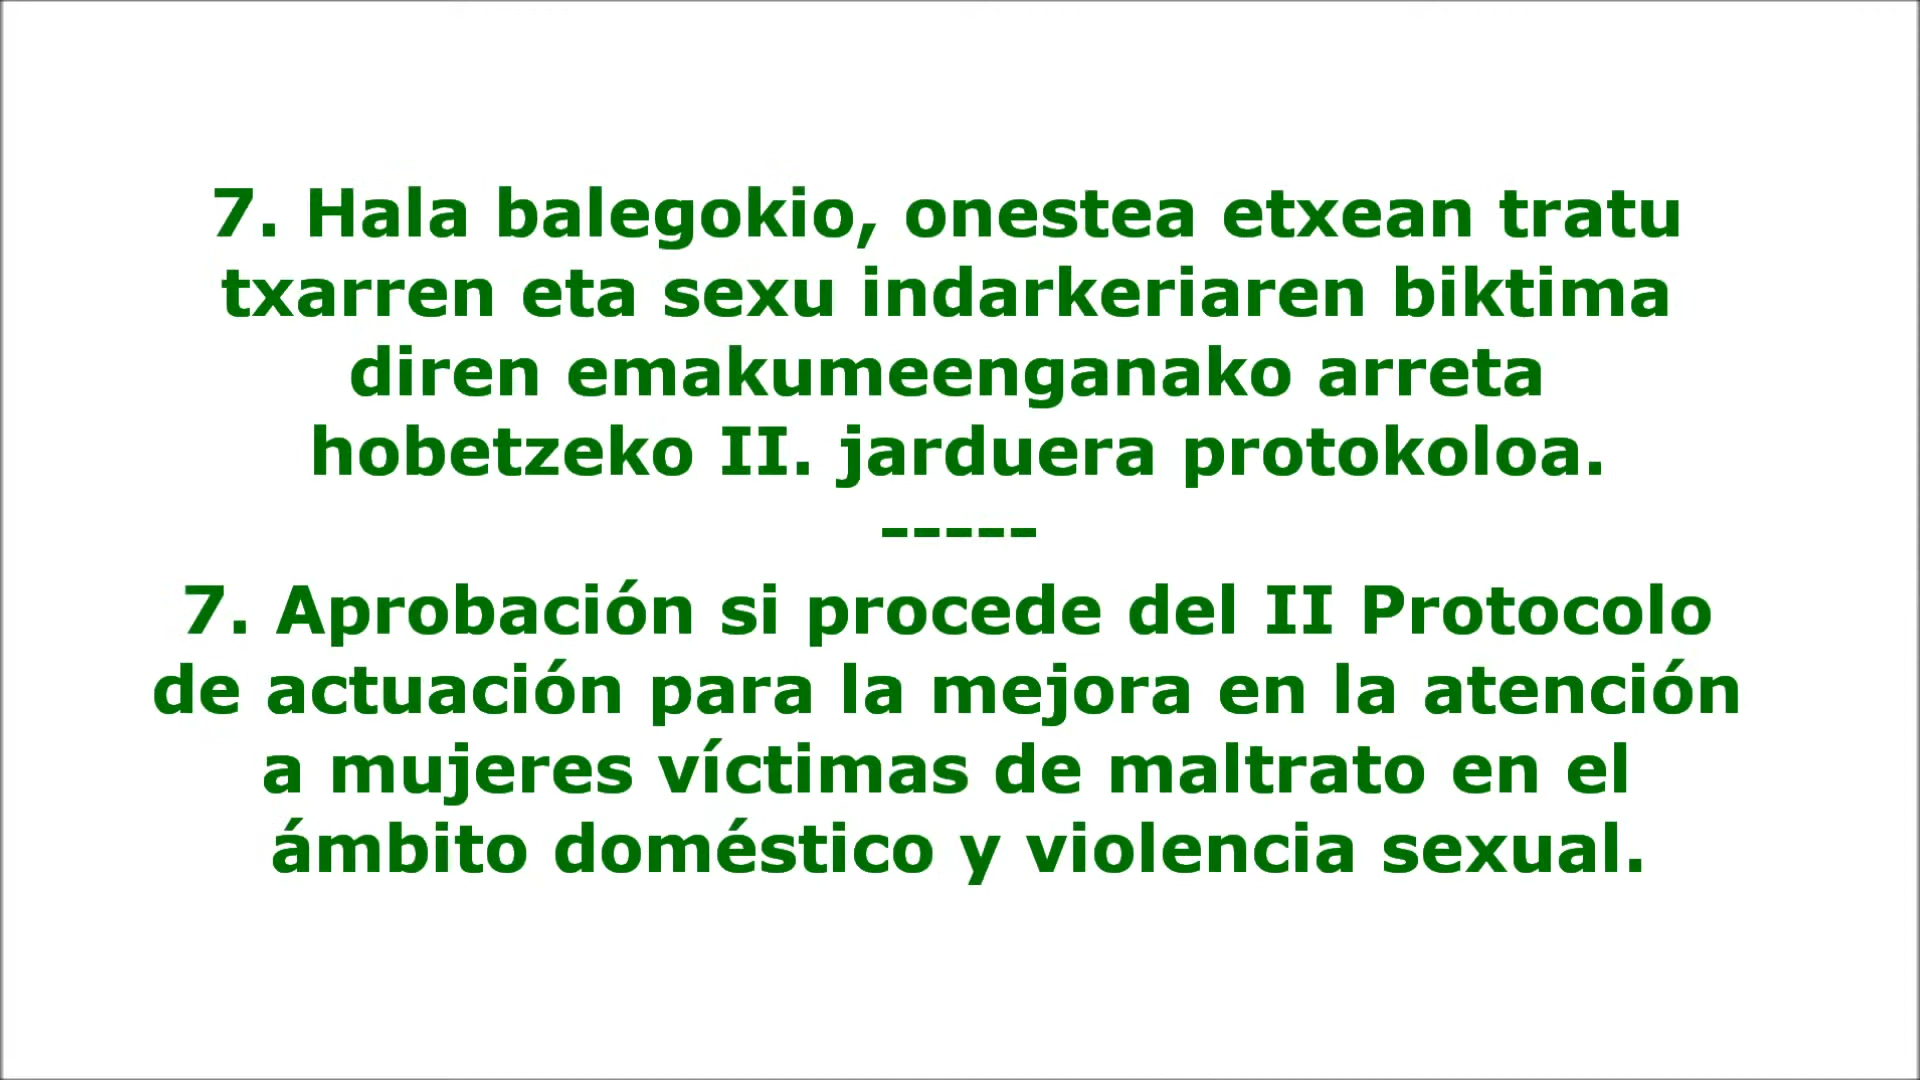 7. Hala balegokio, onestea etxean tratu
txarren eta sexu indarkeriaren biktima
diren emakumeenganako arreta
hobetzeko II. jarduera protokoloa.
-----
7. Aprobación si procede del II Protocolo
de actuación para la mejora en la atención
a mujeres víctimas de maltrato en el
ámbito doméstico y violencia sexual.